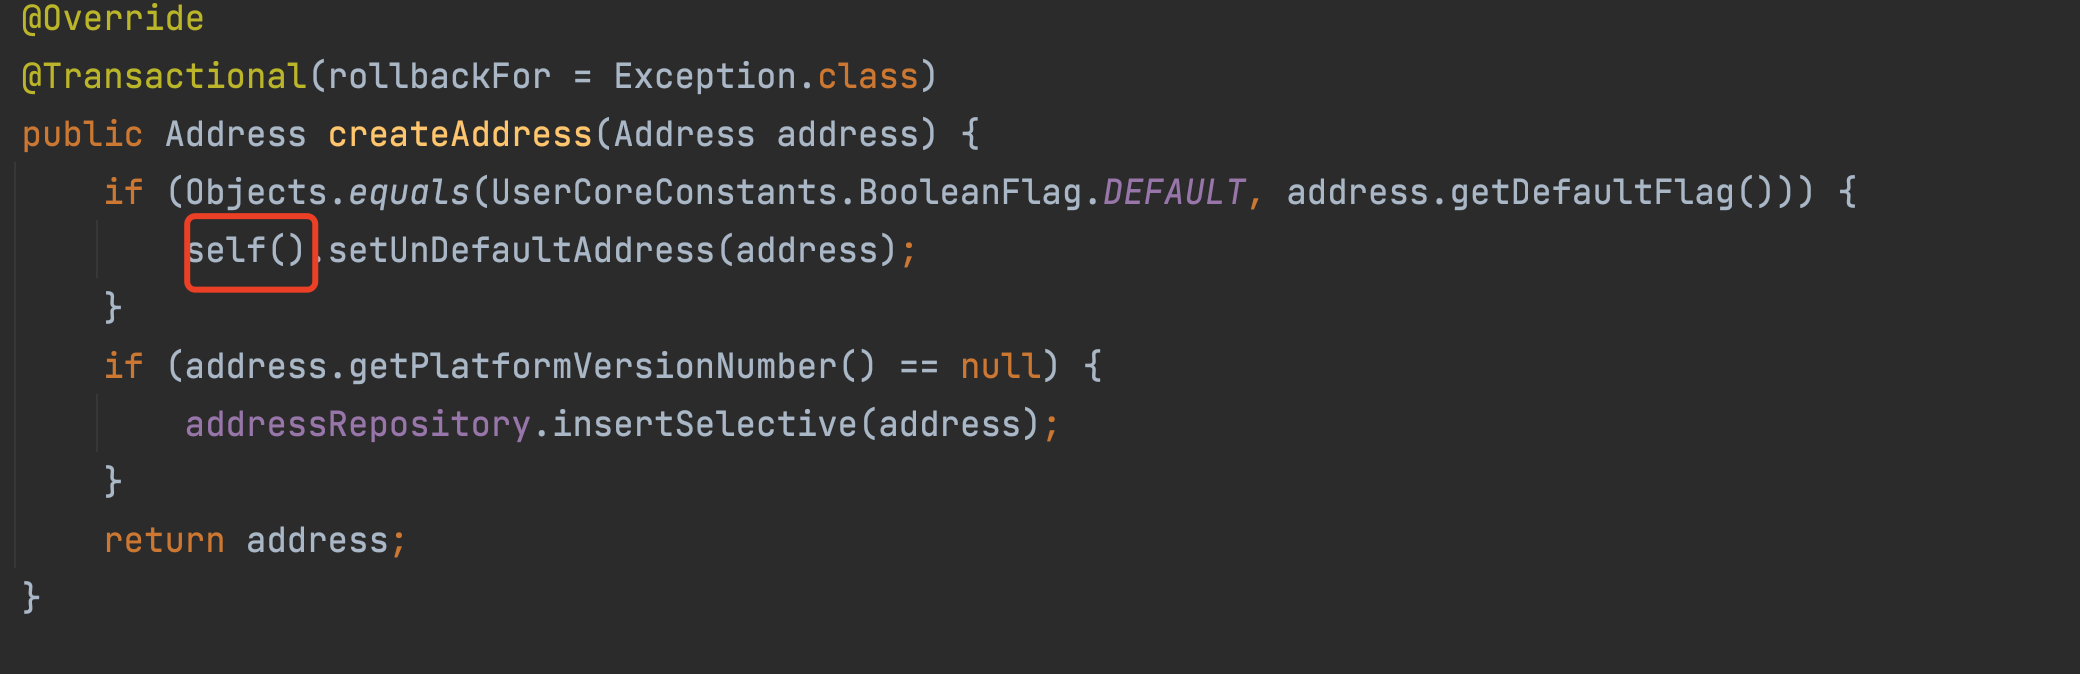 @Override
@Transactional(rollbackFor = Exception.class)
public Address createAddress(Address address) {
if (Objects.equals(UserCoreConstants.BooleanFlag.DEFAULT, address.getDefaultFlag())) {
self().setUnDefaultAddress(address);
}
if (address.getPlatformVersionNumber() == null) {
addressRepository.insertSelective(address);
}
return address;
}